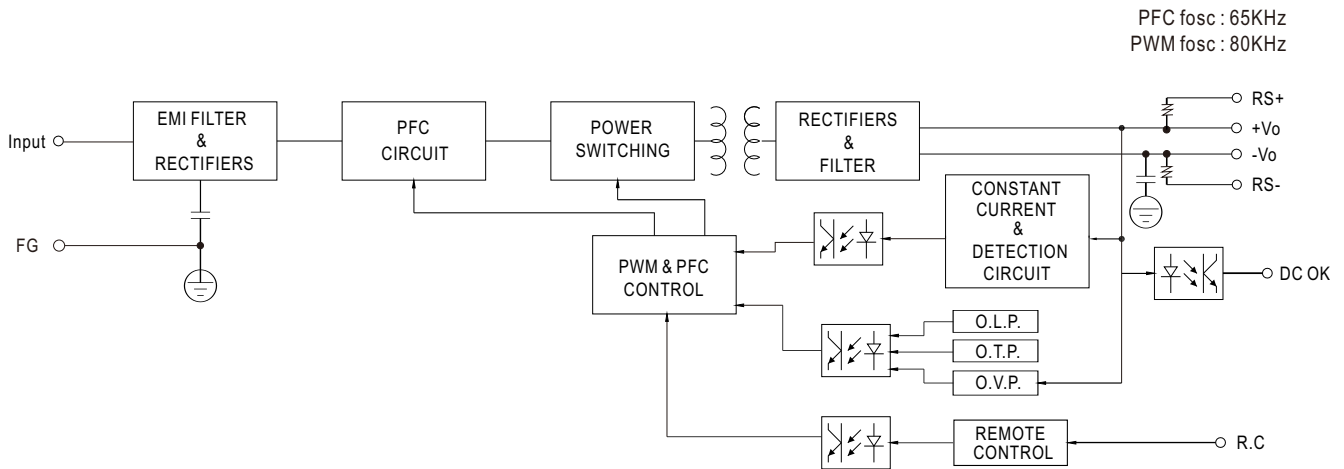 PFC fosc : 65KHz
PWM fosc : 80KHz
Input
EMI FILTER
&
RECTIFIERS
PFC
CIRCUIT
POWER
SWITCHING
RECTIFIERS
&
FILTER
RS+
+Vo
-Vo
RS-
FG
PWM & PFC
CONTROL
CONSTANT
CURRENT
&
DETECTION
CIRCUIT
DC OK
O.L.P.
O.T.P.
O.V.P.
REMOTE
CONTROL
R.C